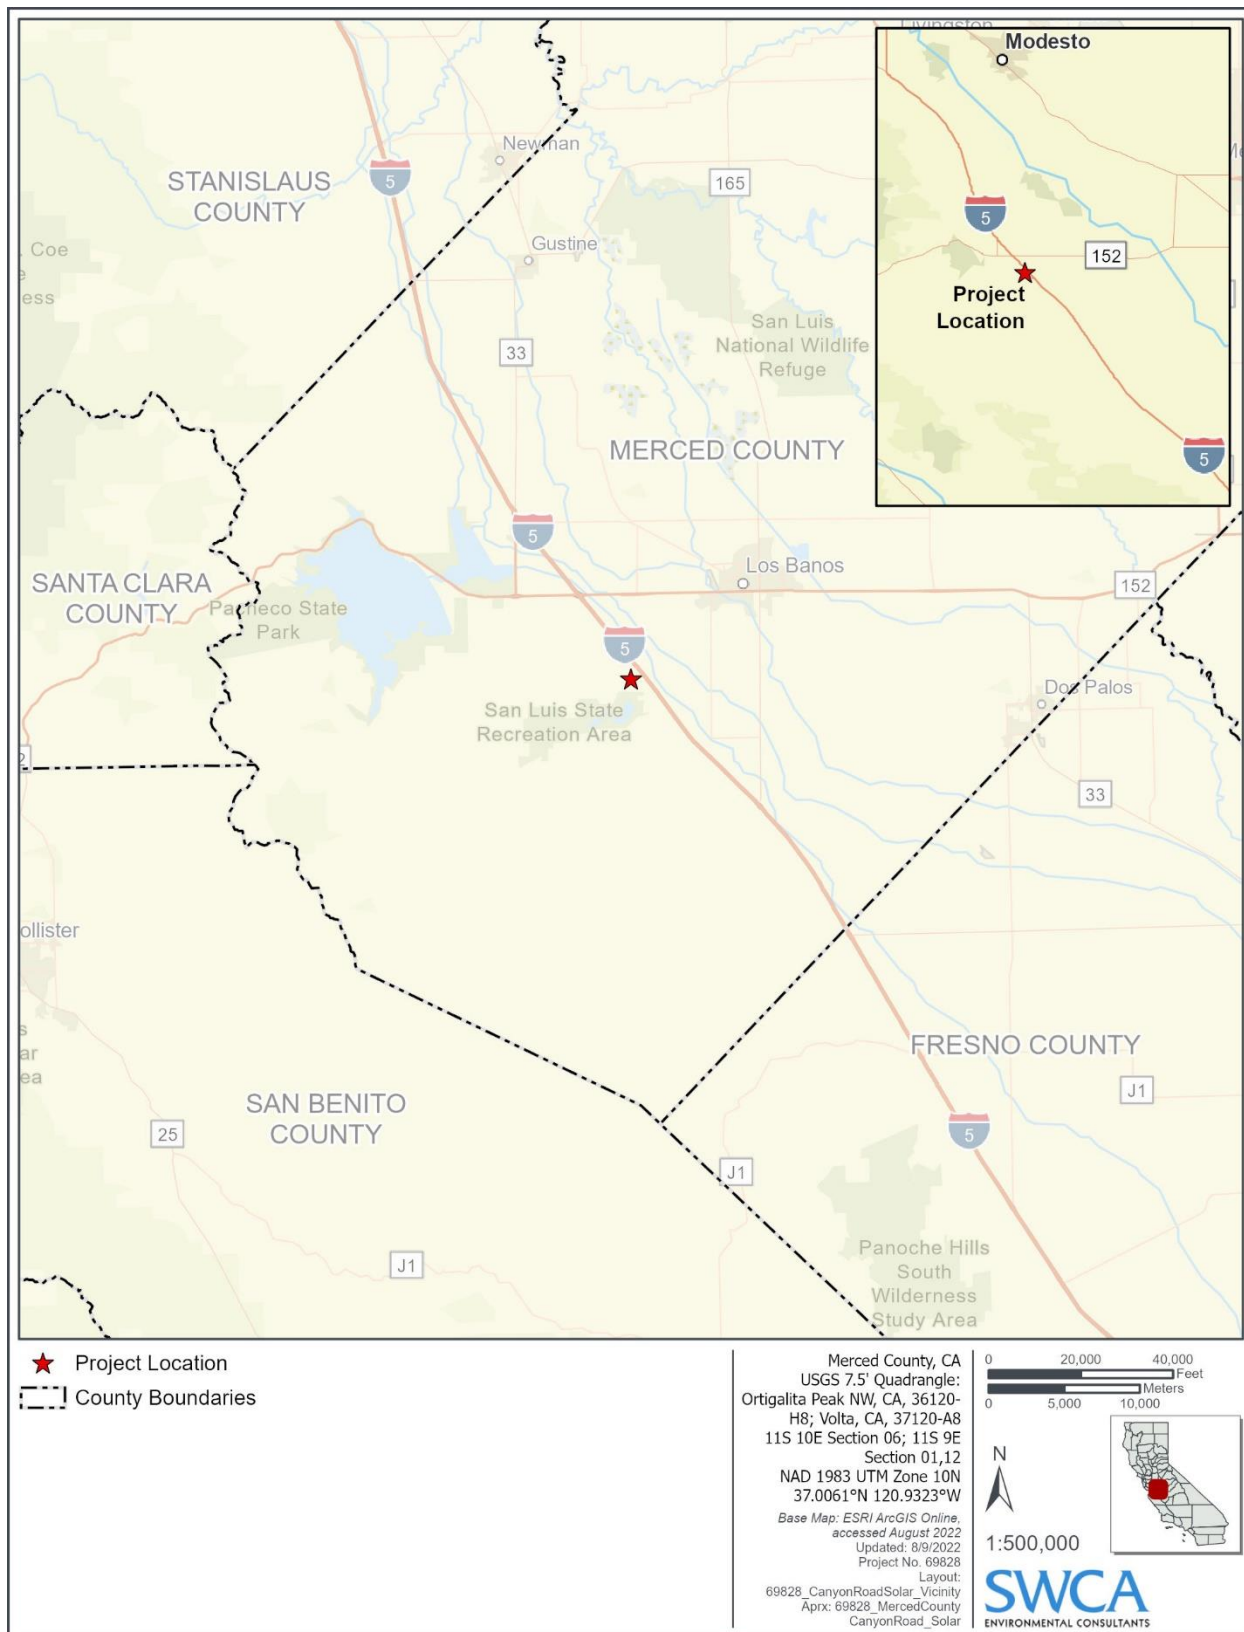 Livingston
Modesto
STANISLAUS
COUNTY
5
Newman
165
5
Gustine
152
. Coe
e
ess
Project
Location
San Luis
National Wildlife
Refuge
33
MERCED COUNTY
5
5
Los Banos
SANTA CLARA
COUNTY
152
Pacheco State
Park
5
Dos Palos
San Luis State
Recreation Area
2
33
ollister
s
ar
ea
FRESNO COUNTY
J1
SAN BENITO
COUNTY
25
5
J1
J1
Panoche Hills
South
Wilderness
Study Area
Project Location
County Boundaries
Merced County, CA
USGS 7.5' Quadrangle:
Ortigalita Peak NW, CA, 36120-
H8; Volta, CA, 37120-A8
11S 10E Section 06; 11S 9E
Section 01,12
NAD 1983 UTM Zone 10N
37.0061°N 120.9323°W
Base Map: ESRI ArcGIS Online,
accessed August 2022
Updated: 8/9/2022
Project No. 69828
Layout:
69828_CanyonRoadSolar_Vicinity
Aprx: 69828_MercedCounty
CanyonRoad_Solar
0 20,000 40,000
Feet
Meters
0 5,000 10,000
N
1:500,000
SWCA
ENVIRONMENTAL CONSULTANTS